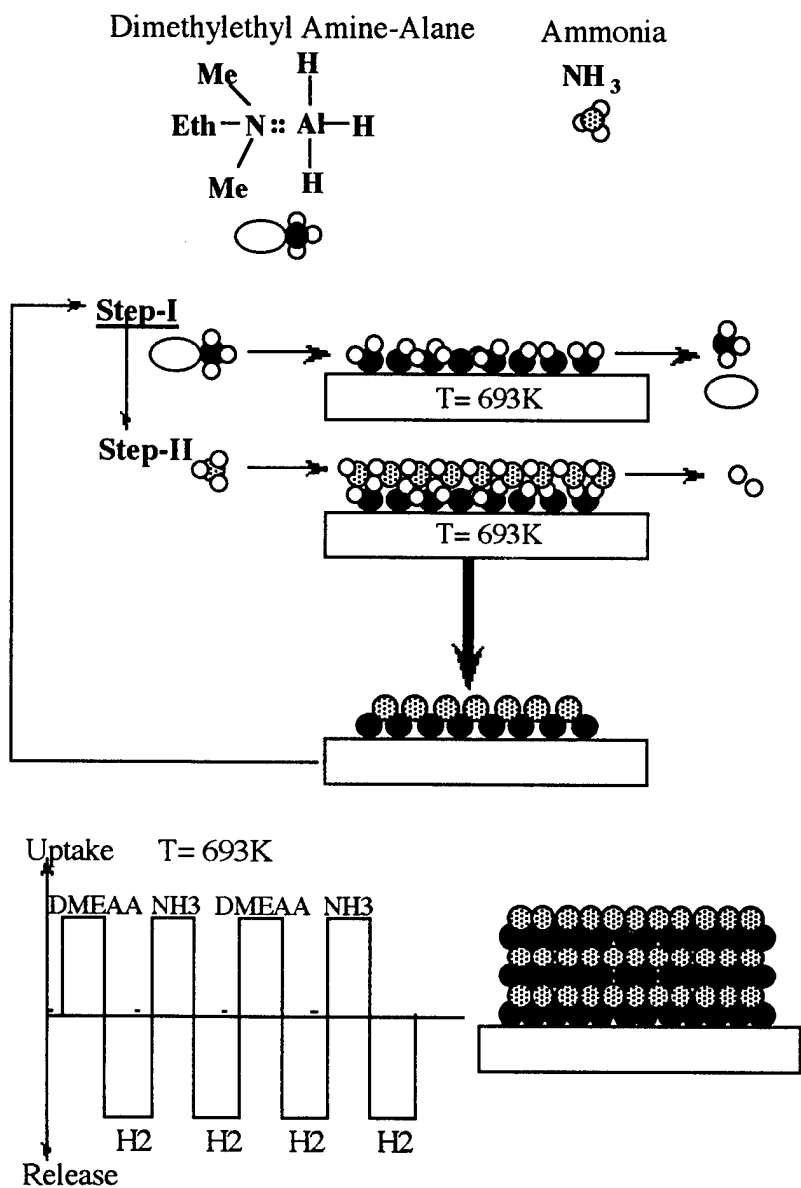 Dimethylethyl Amine-Alane Ammonia
H
Me NH3
Eth N :: Al H
Me H
Step-I
T= 693K
Step-II
T= 693K
Uptake T= 693K
DMEAA NH3 DMEAA NH3
H2 H2 H2 H2
Release